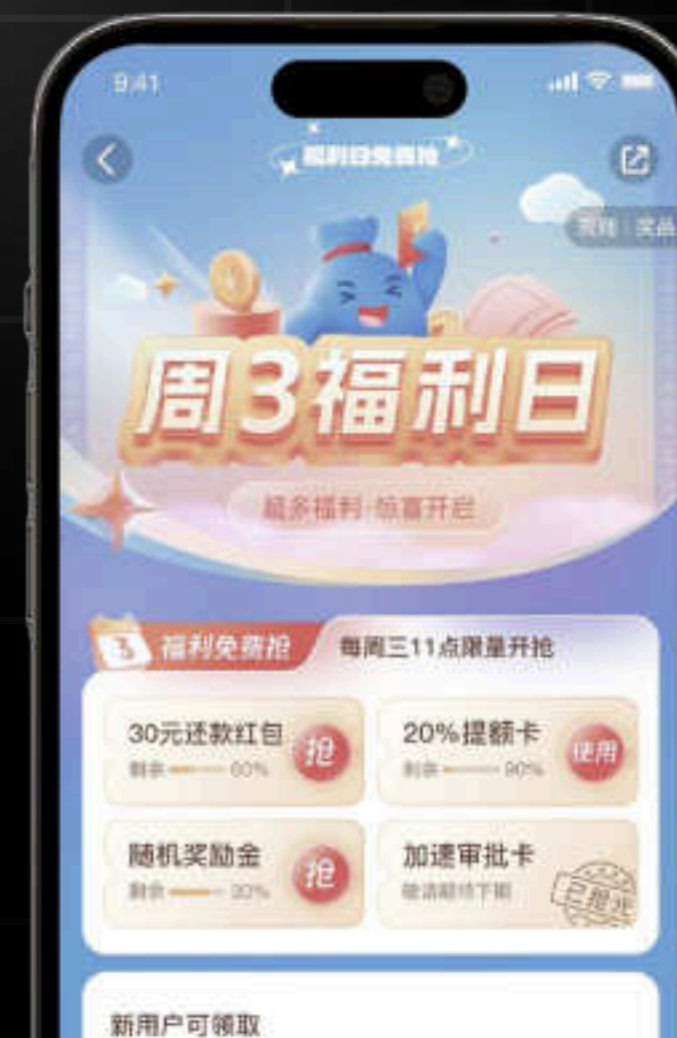 9:41
福利日免费抢
规则 奖品
周3福利日
超多福利 惊喜开启
3 福利免费抢 每周三11点限量开抢
30元还款红包 抢
剩余 60%
20%提额卡 使用
剩余 90%
随机奖励金 抢
剩余 30%
加速审批卡
敬请期待下期
已抢光
新用户可领取